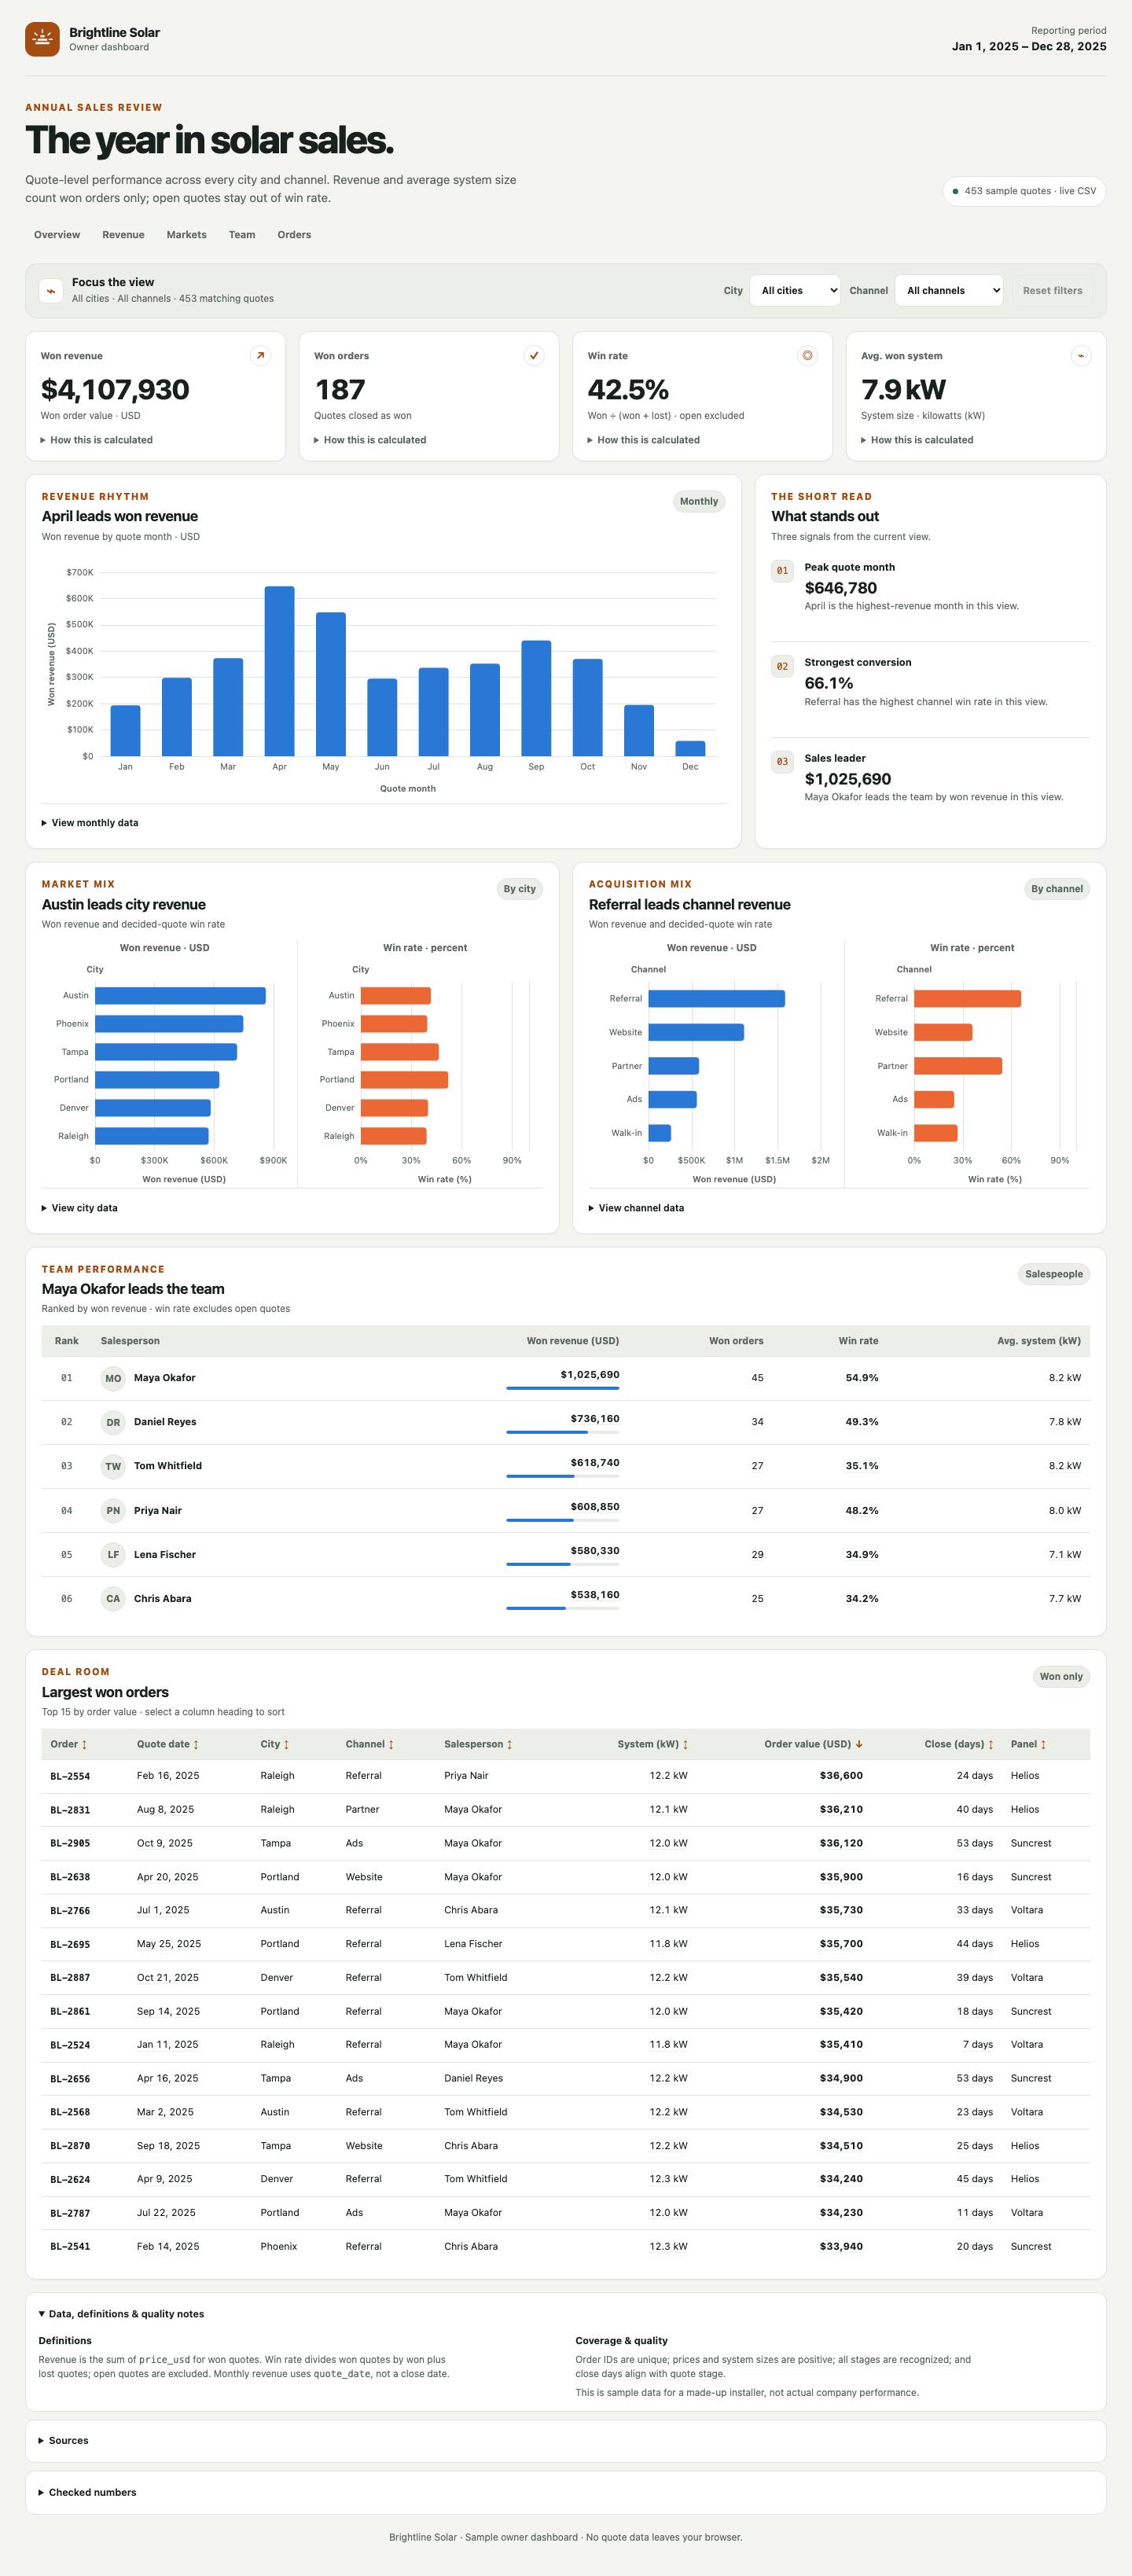 Brightline Solar
Owner dashboard
Reporting period
Jan 1, 2025 – Dec 28, 2025
ANNUAL SALES REVIEW
The year in solar sales.
Quote-level performance across every city and channel. Revenue and average system size
count won orders only; open quotes stay out of win rate.
453 sample quotes · live CSV
Overview Revenue Markets Team Orders
Focus the view
All cities · All channels · 453 matching quotes
City All cities Channel All channels Reset filters
Won revenue
$4,107,930
Won order value · USD
▸ How this is calculated
Won orders
187
Quotes closed as won
▸ How this is calculated
Win rate
42.5%
Won ÷ (won + lost) · open excluded
▸ How this is calculated
Avg. won system
7.9 kW
System size · kilowatts (kW)
▸ How this is calculated
REVENUE RHYTHM
April leads won revenue
Won revenue by quote month · USD
Monthly
Won revenue (USD)
$700K
$600K
$500K
$400K
$300K
$200K
$100K
$0
Jan Feb Mar Apr May Jun Jul Aug Sep Oct Nov Dec
Quote month
▸ View monthly data
THE SHORT READ
What stands out
Three signals from the current view.
01 Peak quote month
$646,780
April is the highest-revenue month in this view.
02 Strongest conversion
66.1%
Referral has the highest channel win rate in this view.
03 Sales leader
$1,025,690
Maya Okafor leads the team by won revenue in this view.
MARKET MIX
Austin leads city revenue
Won revenue and decided-quote win rate
By city
Won revenue · USD
City
Austin
Phoenix
Tampa
Portland
Denver
Raleigh
$0 $300K $600K $900K
Won revenue (USD)
Win rate · percent
City
Austin
Phoenix
Tampa
Portland
Denver
Raleigh
0% 30% 60% 90%
Win rate (%)
▸ View city data
ACQUISITION MIX
Referral leads channel revenue
Won revenue and decided-quote win rate
By channel
Won revenue · USD
Channel
Referral
Website
Partner
Ads
Walk-in
$0 $500K $1M $1.5M $2M
Won revenue (USD)
Win rate · percent
Channel
Referral
Website
Partner
Ads
Walk-in
0% 30% 60% 90%
Win rate (%)
▸ View channel data
TEAM PERFORMANCE
Maya Okafor leads the team
Ranked by won revenue · win rate excludes open quotes
Salespeople
Rank Salesperson Won revenue (USD) Won orders Win rate Avg. system (kW)
01 MO Maya Okafor $1,025,690 45 54.9% 8.2 kW
02 DR Daniel Reyes $736,160 34 49.3% 7.8 kW
03 TW Tom Whitfield $618,740 27 35.1% 8.2 kW
04 PN Priya Nair $608,850 27 48.2% 8.0 kW
05 LF Lena Fischer $580,330 29 34.9% 7.1 kW
06 CA Chris Abara $538,160 25 34.2% 7.7 kW
DEAL ROOM
Largest won orders
Top 15 by order value · select a column heading to sort
Won only
Order ↕ Quote date ↕ City ↕ Channel ↕ Salesperson ↕ System (kW) ↕ Order value (USD) ↓ Close (days) ↕ Panel ↕
BL–2554 Feb 16, 2025 Raleigh Referral Priya Nair 12.2 kW $36,600 24 days Helios
BL–2831 Aug 8, 2025 Raleigh Partner Maya Okafor 12.1 kW $36,210 40 days Helios
BL–2905 Oct 9, 2025 Tampa Ads Maya Okafor 12.0 kW $36,120 53 days Suncrest
BL–2638 Apr 20, 2025 Portland Website Maya Okafor 12.0 kW $35,900 16 days Suncrest
BL–2766 Jul 1, 2025 Austin Referral Chris Abara 12.1 kW $35,730 33 days Voltara
BL–2695 May 25, 2025 Portland Referral Lena Fischer 11.8 kW $35,700 44 days Helios
BL–2887 Oct 21, 2025 Denver Referral Tom Whitfield 12.2 kW $35,540 39 days Voltara
BL–2861 Sep 14, 2025 Portland Referral Maya Okafor 12.0 kW $35,420 18 days Suncrest
BL–2524 Jan 11, 2025 Raleigh Referral Maya Okafor 11.8 kW $35,410 7 days Voltara
BL–2656 Apr 16, 2025 Tampa Ads Daniel Reyes 12.2 kW $34,900 53 days Suncrest
BL–2568 Mar 2, 2025 Austin Referral Tom Whitfield 12.2 kW $34,530 23 days Voltara
BL–2870 Sep 18, 2025 Tampa Website Chris Abara 12.2 kW $34,510 25 days Helios
BL–2624 Apr 9, 2025 Denver Referral Tom Whitfield 12.3 kW $34,240 45 days Helios
BL–2787 Jul 22, 2025 Portland Ads Maya Okafor 12.0 kW $34,230 11 days Voltara
BL–2541 Feb 14, 2025 Phoenix Referral Chris Abara 12.3 kW $33,940 20 days Suncrest
▾ Data, definitions & quality notes
Definitions
Revenue is the sum of price_usd for won quotes. Win rate divides won quotes by won plus
lost quotes; open quotes are excluded. Monthly revenue uses quote_date, not a close date.
Coverage & quality
Order IDs are unique; prices and system sizes are positive; all stages are recognized; and
close days align with quote stage.
This is sample data for a made-up installer, not actual company performance.
▸ Sources
▸ Checked numbers
Brightline Solar · Sample owner dashboard · No quote data leaves your browser.